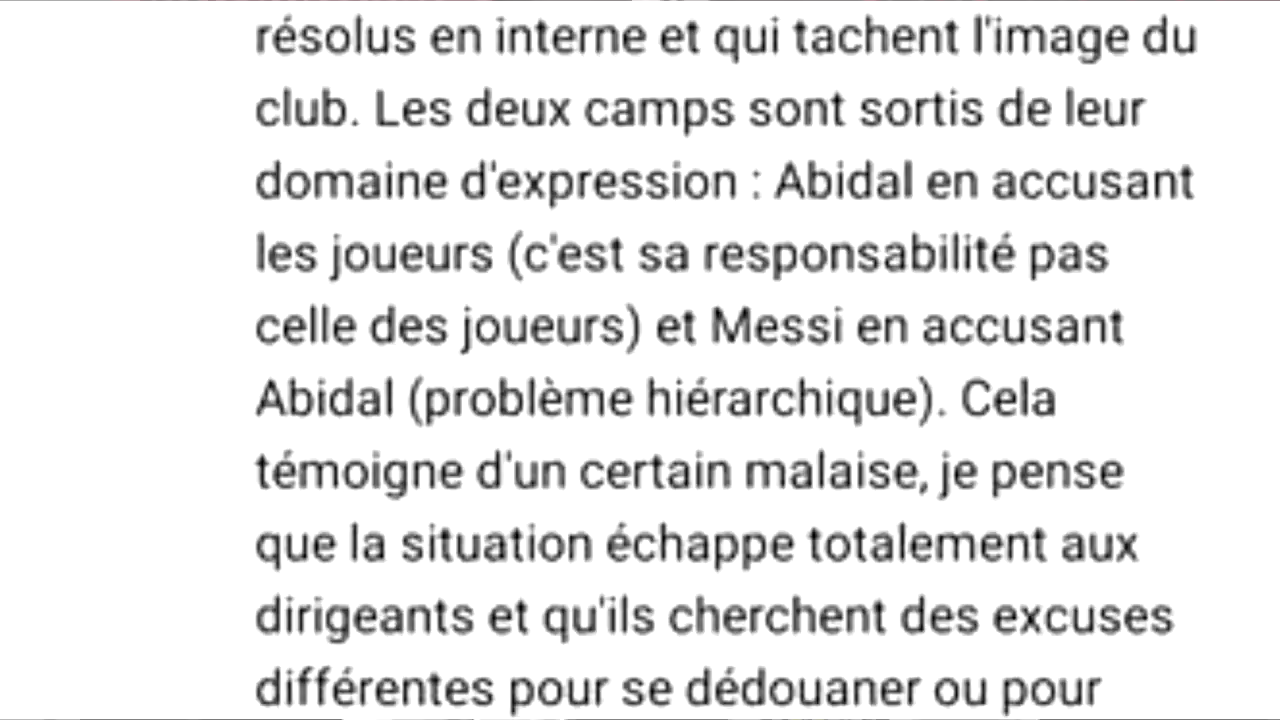 résolus en interne et qui tachent l'image du
club. Les deux camps sont sortis de leur
domaine d'expression : Abidal en accusant
les joueurs (c'est sa responsabilité pas
celle des joueurs) et Messi en accusant
Abidal (problème hiérarchique). Cela
témoigne d'un certain malaise, je pense
que la situation échappe totalement aux
dirigeants et qu'ils cherchent des excuses
différentes pour se dédouaner ou pour